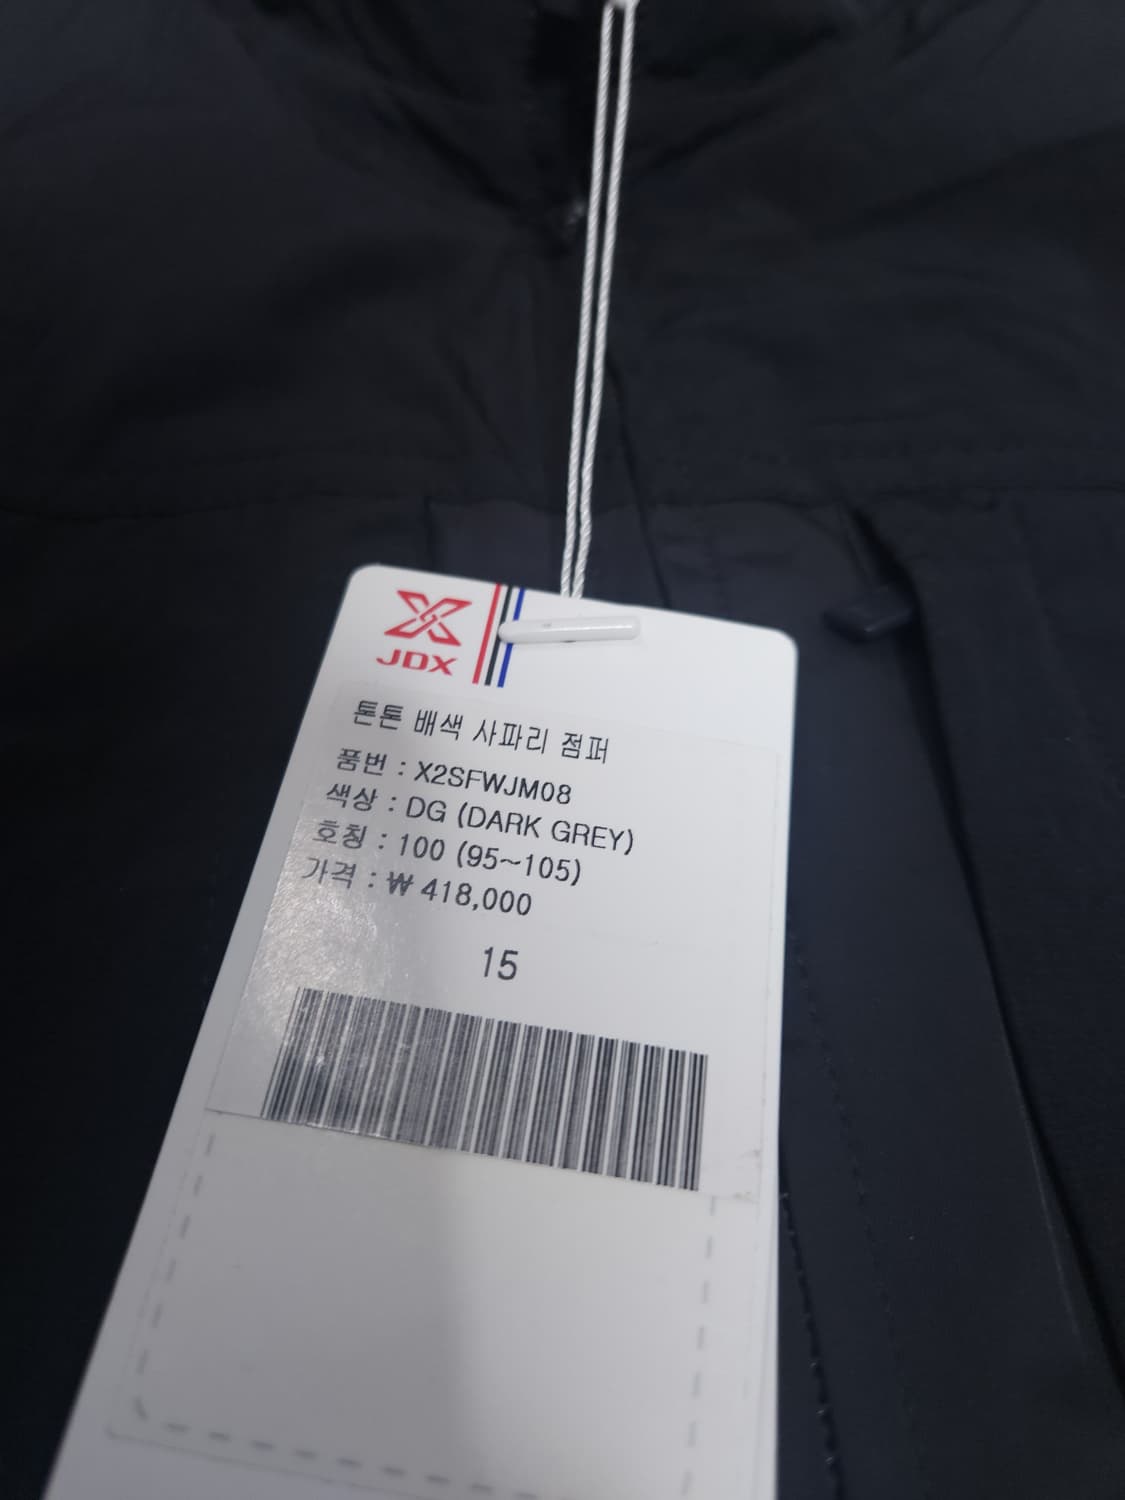 JDX
톤톤 배색 사파리 점퍼
품번 : X2SFWJM08
색상 : DG (DARK GREY)
호칭 : 100 (95~105)
가격 : ₩ 418,000
15